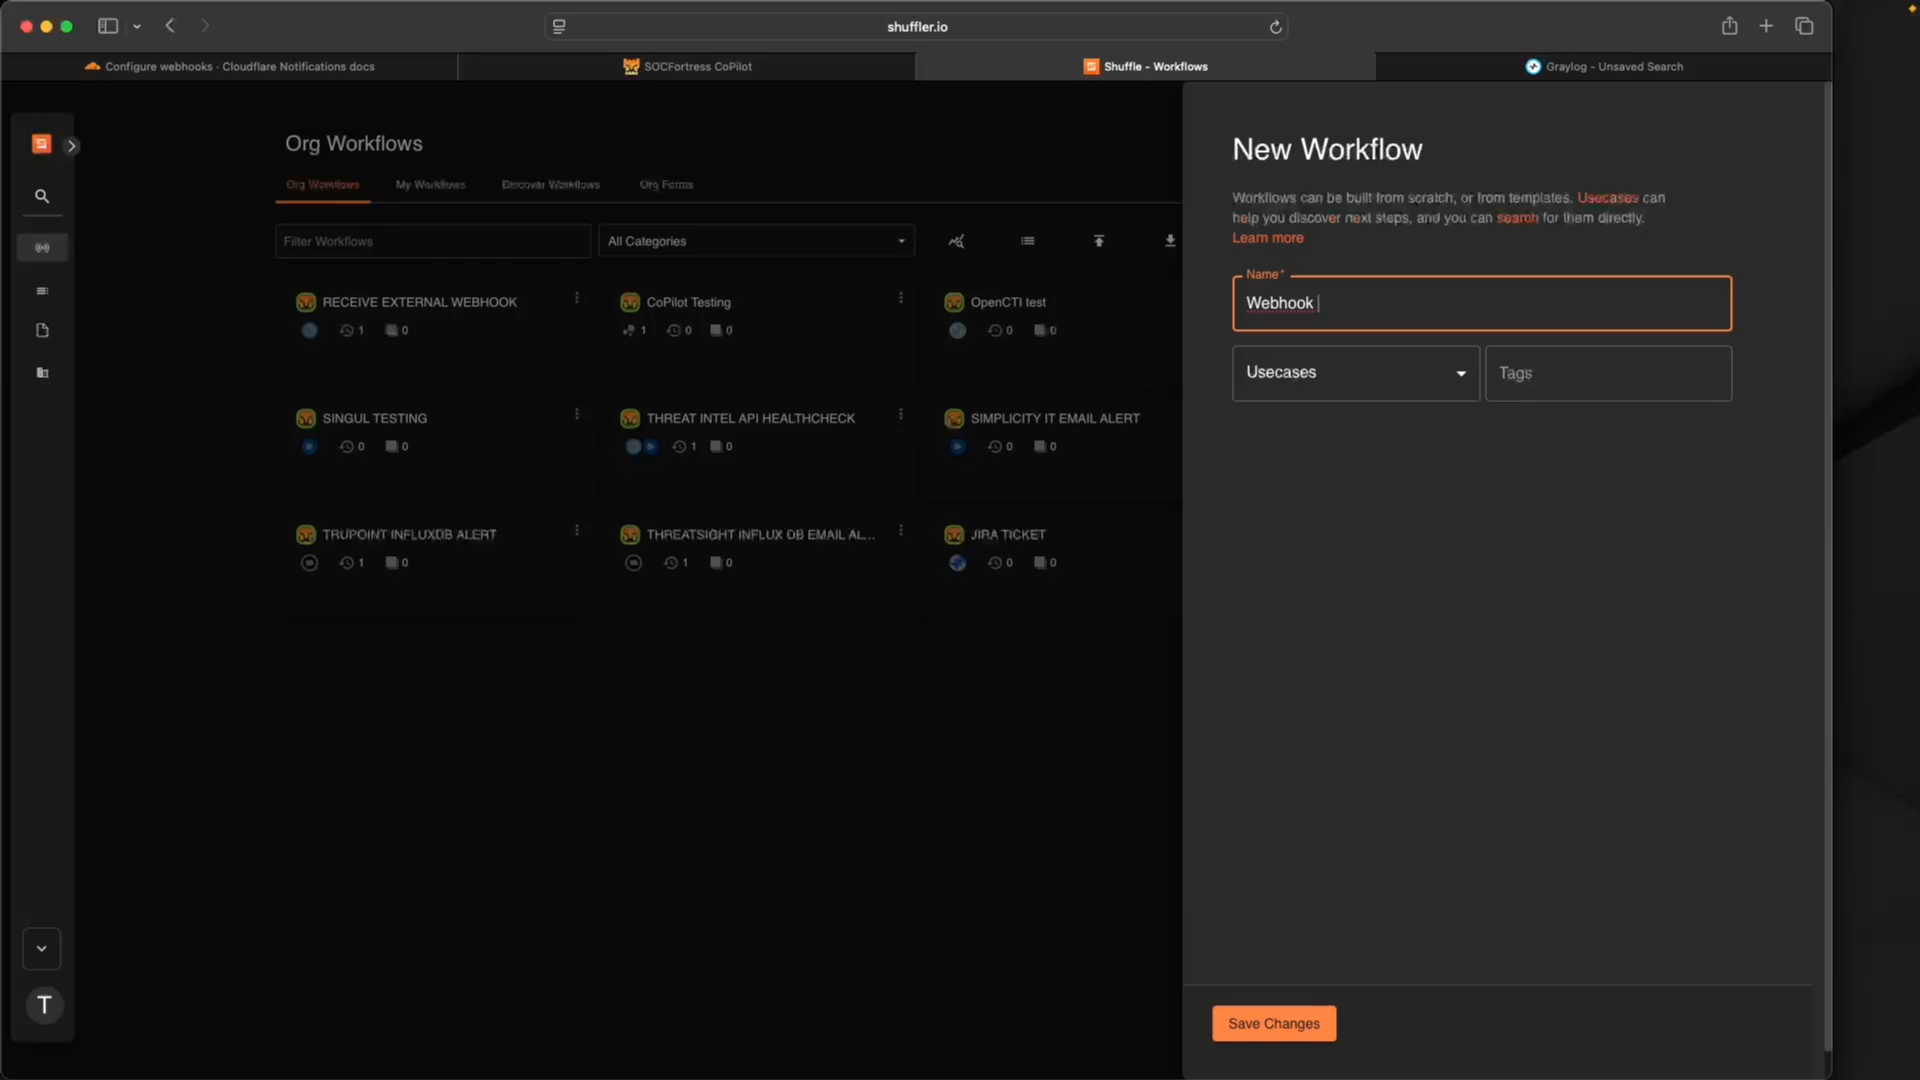 shuffler.io
Configure webhooks · Cloudflare Notifications docs
SOCFortress CoPilot
Shuffle - Workflows
Graylog - Unsaved Search
Org Workflows
Org Workflows
My Workflows
Discover Workflows
Org Forms
Filter Workflows
All Categories
RECEIVE EXTERNAL WEBHOOK
1
0
CoPilot Testing
1
0
0
OpenCTI test
0
0
SINGUL TESTING
0
0
THREAT INTEL API HEALTHCHECK
1
0
SIMPLICITY IT EMAIL ALERT
0
0
TRUPOINT INFLUXDB ALERT
1
0
THREATSIGHT INFLUX DB EMAIL AL...
1
0
JIRA TICKET
0
0
T
New Workflow
Workflows can be built from scratch, or from templates. Usecases can
help you discover next steps, and you can search for them directly.
Learn more
Name *
Webhook
Usecases
Tags
Save Changes